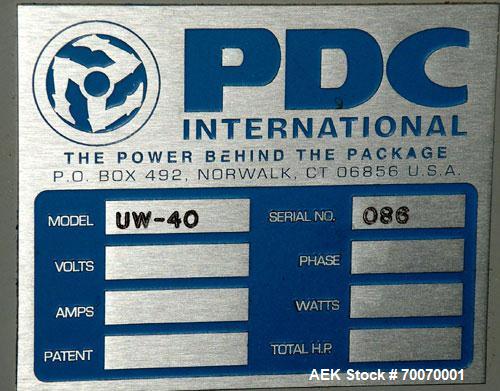 PDC
INTERNATIONAL
THE POWER BEHIND THE PACKAGE
P.O. BOX 492, NORWALK, CT 06856 U.S.A.
MODEL UW-40 SERIAL NO. 086
VOLTS PHASE
AMPS WATTS
PATENT TOTAL H.P.
AEK Stock # 70070001